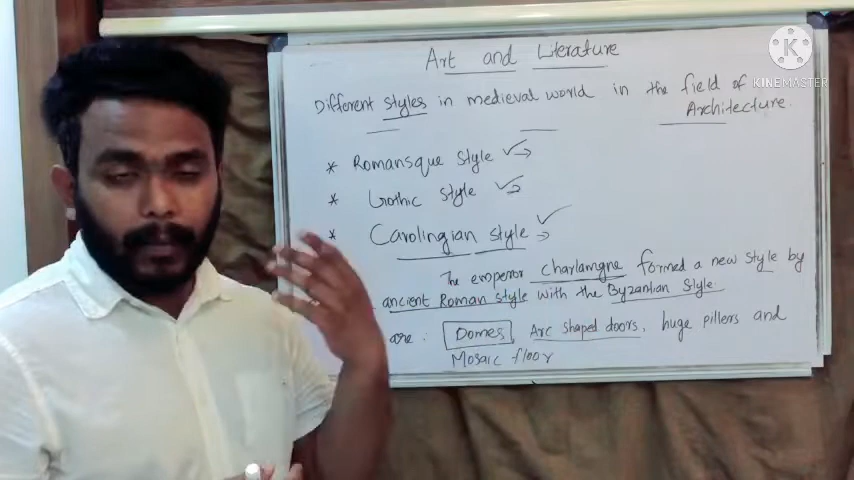 Art and Literature
Different styles in medieval world in the field of
Architecture.
* Romansque style
* Gothic style
* Carolingian style
The emperor charlamgne formed a new style by
ancient Roman style with the Byzantian style.
are : Domes, Arc shaped doors, huge pillers and
Mosaic floor
KINEMASTER